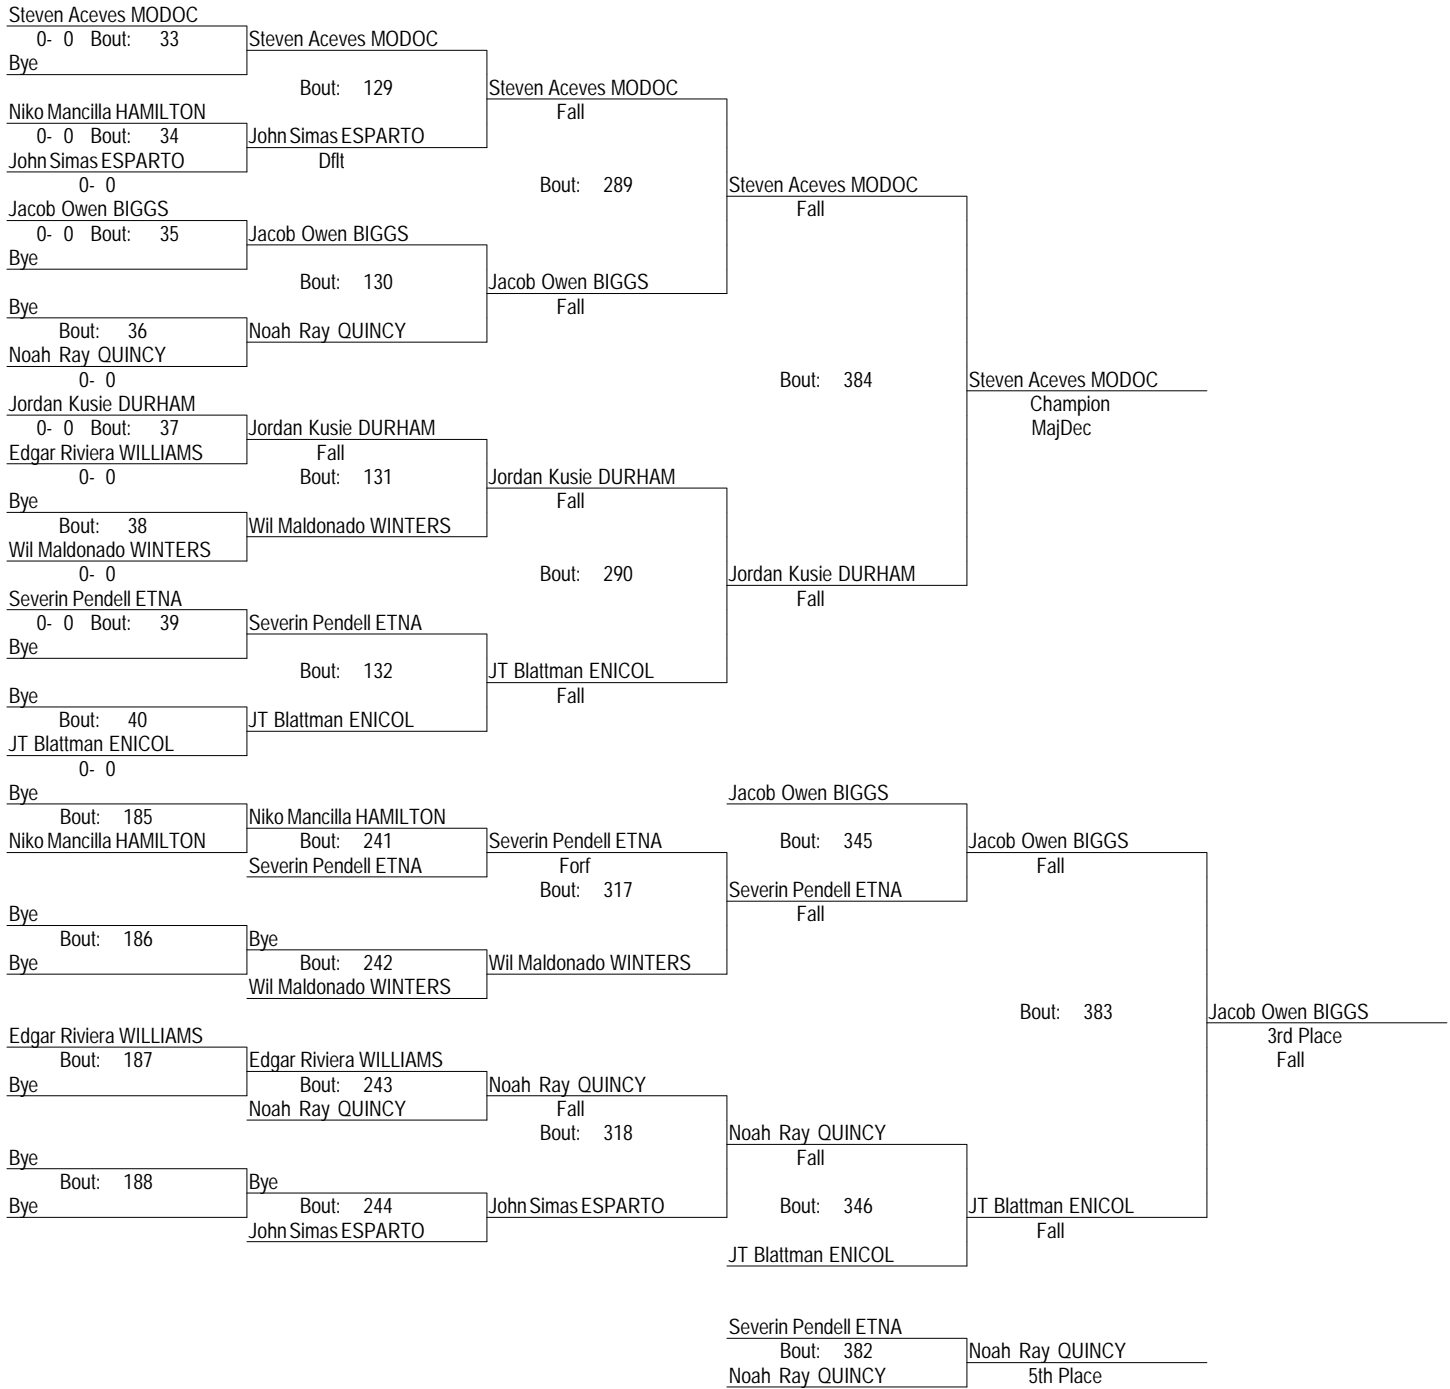 Steven Aceves MODOC
0- 0 Bout: 33 Steven Aceves MODOC
Bye
Bout: 129 Steven Aceves MODOC
Niko Mancilla HAMILTON Fall
0- 0 Bout: 34 John Simas ESPARTO
John Simas ESPARTO Dflt
0- 0 Bout: 289 Steven Aceves MODOC
Jacob Owen BIGGS Fall
0- 0 Bout: 35 Jacob Owen BIGGS
Bye
Bout: 130 Jacob Owen BIGGS
Bye Fall
Bout: 36 Noah Ray QUINCY
Noah Ray QUINCY
0- 0 Bout: 384 Steven Aceves MODOC
Jordan Kusie DURHAM Champion
0- 0 Bout: 37 Jordan Kusie DURHAM MajDec
Edgar Riviera WILLIAMS Fall
0- 0 Bout: 131 Jordan Kusie DURHAM
Bye Fall
Bout: 38 Wil Maldonado WINTERS
Wil Maldonado WINTERS
0- 0 Bout: 290 Jordan Kusie DURHAM
Severin Pendell ETNA Fall
0- 0 Bout: 39 Severin Pendell ETNA
Bye
Bout: 132 JT Blattman ENICOL
Bye Fall
Bout: 40 JT Blattman ENICOL
JT Blattman ENICOL
0- 0
Bye Jacob Owen BIGGS
Bout: 185 Niko Mancilla HAMILTON
Niko Mancilla HAMILTON Bout: 241 Severin Pendell ETNA Bout: 345 Jacob Owen BIGGS
Severin Pendell ETNA Forf Fall
Bout: 317 Severin Pendell ETNA
Bye Fall
Bout: 186 Bye
Bye Bout: 242 Wil Maldonado WINTERS
Wil Maldonado WINTERS
Bout: 383 Jacob Owen BIGGS
Edgar Riviera WILLIAMS 3rd Place
Bout: 187 Edgar Riviera WILLIAMS Fall
Bye Bout: 243 Noah Ray QUINCY
Noah Ray QUINCY Fall
Bout: 318 Noah Ray QUINCY
Bye Fall
Bout: 188 Bye
Bye Bout: 244 John Simas ESPARTO Bout: 346 JT Blattman ENICOL
John Simas ESPARTO Fall
JT Blattman ENICOL
Severin Pendell ETNA
Bout: 382 Noah Ray QUINCY
Noah Ray QUINCY 5th Place